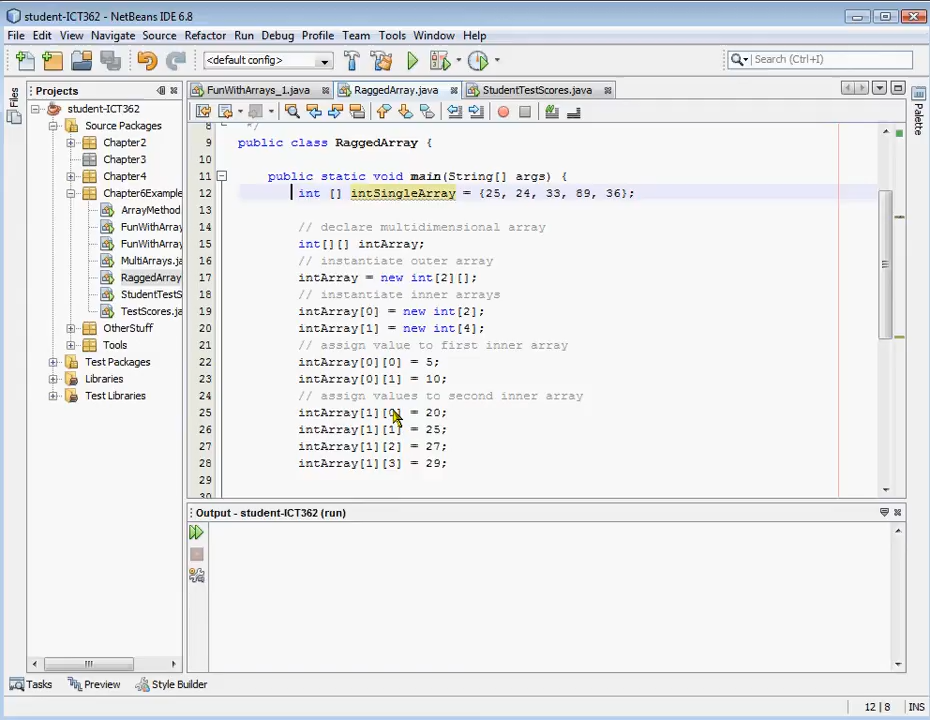 student-ICT362 - NetBeans IDE 6.8
File Edit View Navigate Source Refactor Run Debug Profile Team Tools Window Help
<default config>
Search (Ctrl+I)
Projects
FunWithArrays_1.java RaggedArray.java StudentTestScores.java
Files
Palette
student-ICT362
Source Packages
Chapter2
Chapter3
Chapter4
Chapter6Example
ArrayMethod
FunWithArray
FunWithArray
MultiArrays.ja
RaggedArray
StudentTestS
TestScores.ja
OtherStuff
Tools
Test Packages
Libraries
Test Libraries
8 */
9 public class RaggedArray {
10
11 public static void main(String[] args) {
12 int [] intSingleArray = {25, 24, 33, 89, 36};
13
14 // declare multidimensional array
15 int[][] intArray;
16 // instantiate outer array
17 intArray = new int[2][];
18 // instantiate inner arrays
19 intArray[0] = new int[2];
20 intArray[1] = new int[4];
21 // assign value to first inner array
22 intArray[0][0] = 5;
23 intArray[0][1] = 10;
24 // assign values to second inner array
25 intArray[1][0] = 20;
26 intArray[1][1] = 25;
27 intArray[1][2] = 27;
28 intArray[1][3] = 29;
29
30
Output - student-ICT362 (run)
Tasks Preview Style Builder
12 | 8 INS